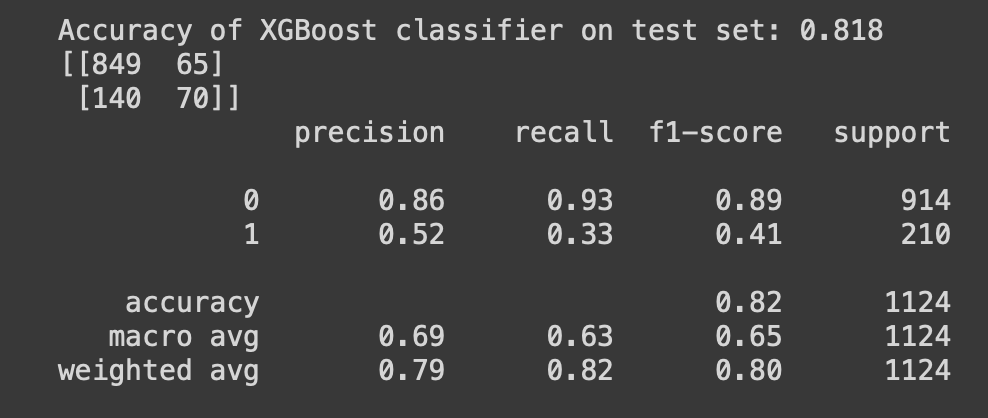 Accuracy of XGBoost classifier on test set: 0.818
[[849  65]
 [140  70]]
              precision    recall  f1-score   support

           0       0.86      0.93      0.89       914
           1       0.52      0.33      0.41       210

    accuracy                           0.82      1124
   macro avg       0.69      0.63      0.65      1124
weighted avg       0.79      0.82      0.80      1124